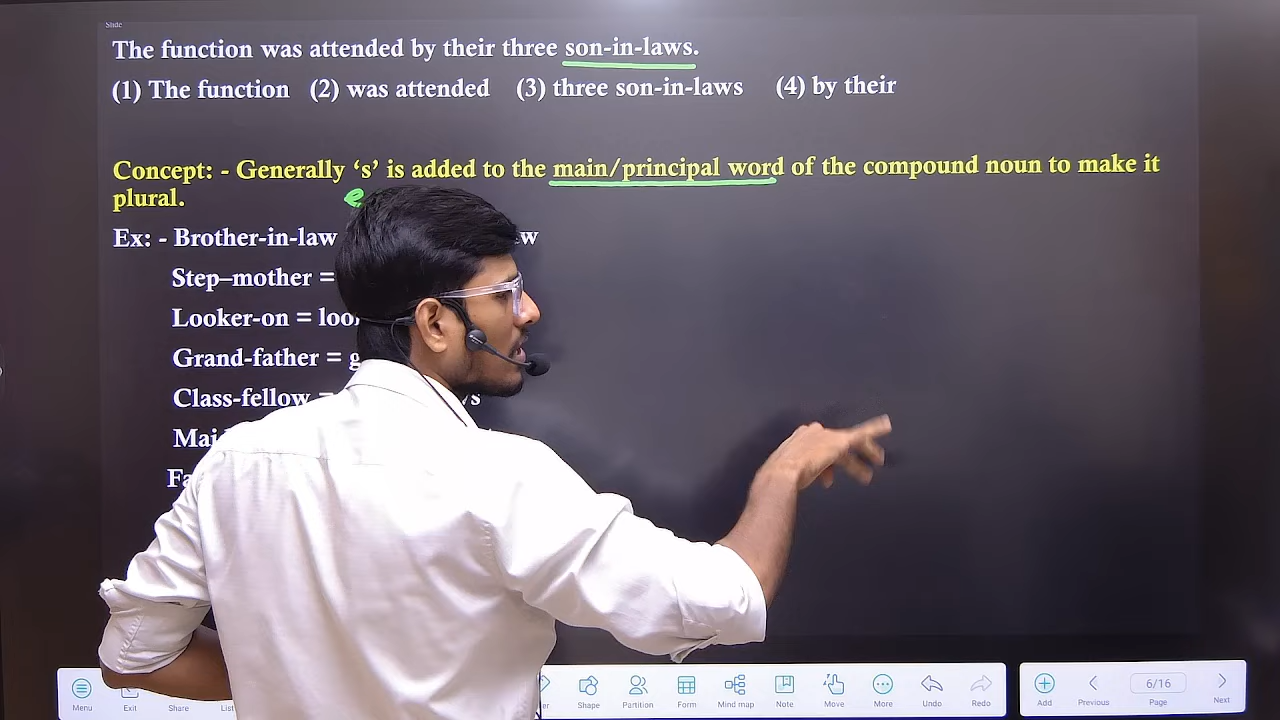 Slide
The function was attended by their three son-in-laws.
(1) The function (2) was attended (3) three son-in-laws (4) by their
Concept: - Generally ‘s’ is added to the main/principal word of the compound noun to make it
plural.
Ex: - Brother-in-law
Step–mother =
Looker-on =
Grand-father =
Class-fellow
Menu Exit Share Shape Partition Form Mind map Note Move More Undo Redo Add Previous 6/16 Page Next